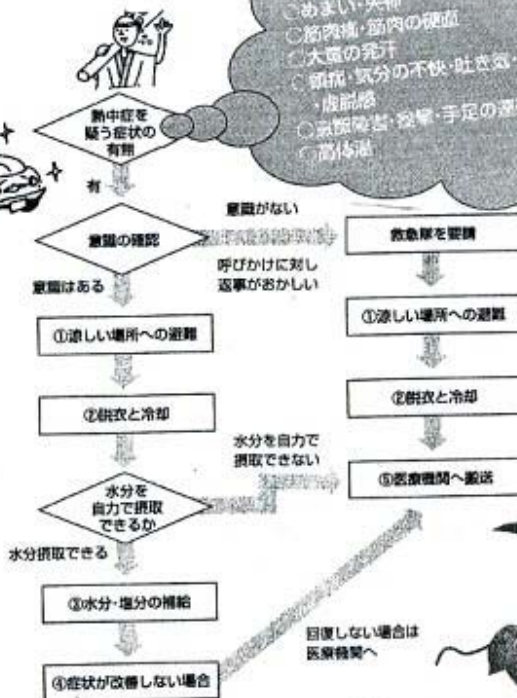 ○めまい・失神
○筋肉痛・筋肉の硬直
○大量の発汗
○頭痛・気分の不快・吐き気・
・虚脱感
○意識障害・痙攣・手足の運
○高体温
熱中症を
疑う症状の
有無
有
意識の確認
意識がない
呼びかけに対し
返事がおかしい
救急隊を要請
意識はある
①涼しい場所への避難
①涼しい場所への避難
②脱衣と冷却
②脱衣と冷却
水分を自力で
摂取できない
水分を
自力で摂取
できるか
⑤医療機関へ搬送
水分摂取できる
③水分・塩分の補給
回復しない場合は
医療機関へ
④症状が改善しない場合